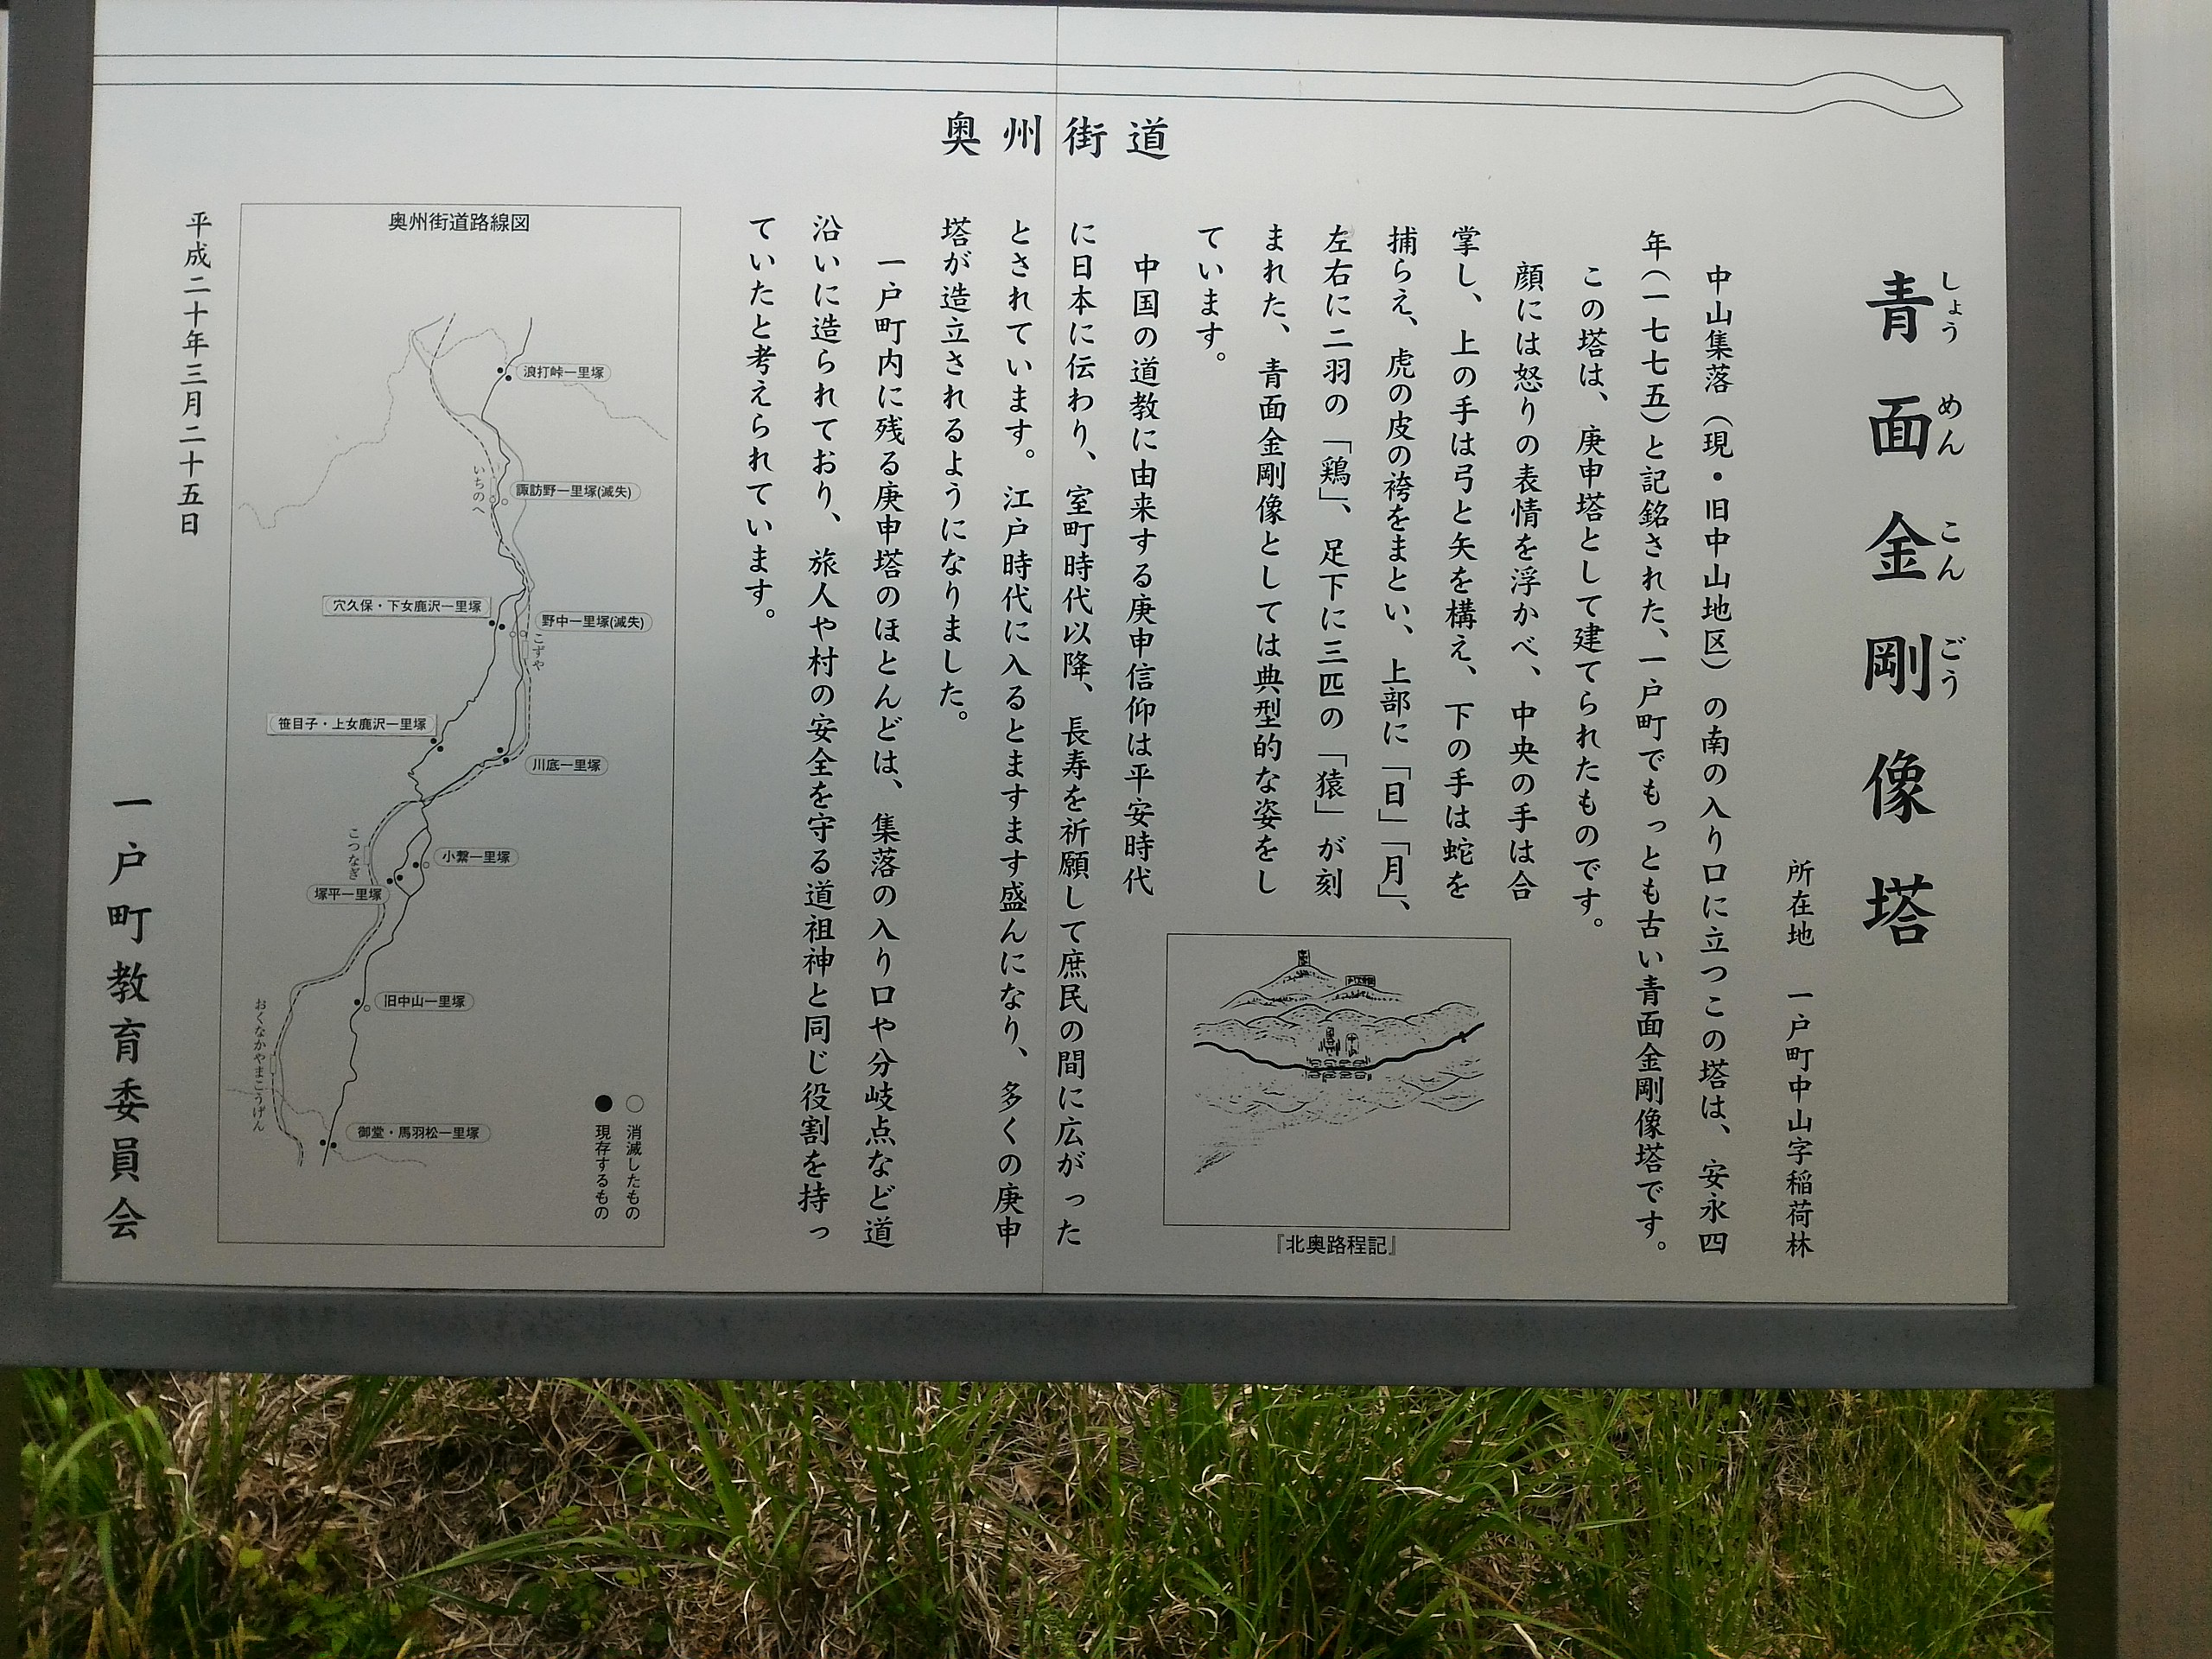 奥州街道
青面金剛像塔
しょうめんこんごう
所在地　一戸町中山字稲荷林
中山集落（現・旧中山地区）の南の入り口に立つこの塔は、安永四
年（一七七五）と記銘された、一戸町でもっとも古い青面金剛像塔です。
この塔は、庚申塔として建てられたものです。
顔には怒りの表情を浮かべ、中央の手は合
掌し、上の手は弓と矢を構え、下の手は蛇を
捕らえ、虎の皮の袴をまとい、上部に「日」「月」、
左右に二羽の「鶏」、足下に三匹の「猿」が刻
まれた、青面金剛像としては典型的な姿をし
ています。
中国の道教に由来する庚申信仰は平安時代
に日本に伝わり、室町時代以降、長寿を祈願して庶民の間に広がった
とされています。江戸時代に入るとますます盛んになり、多くの庚申
塔が造立されるようになりました。
一戸町内に残る庚申塔のほとんどは、集落の入り口や分岐点など道
沿いに造られており、旅人や村の安全を守る道祖神と同じ役割を持っ
ていたと考えられています。
『北奥路程記』
奥州街道路線図
浪打峠一里塚
いちのへ
諏訪野一里塚(滅失)
穴久保・下女鹿沢一里塚
野中一里塚(滅失)
こずや
笹目子・上女鹿沢一里塚
川底一里塚
こつなぎ
小繋一里塚
塚平一里塚
旧中山一里塚
おくなかやまこうげん
御堂・馬羽松一里塚
○ 消滅したもの
● 現存するもの
平成二十年三月二十五日
一戸町教育委員会